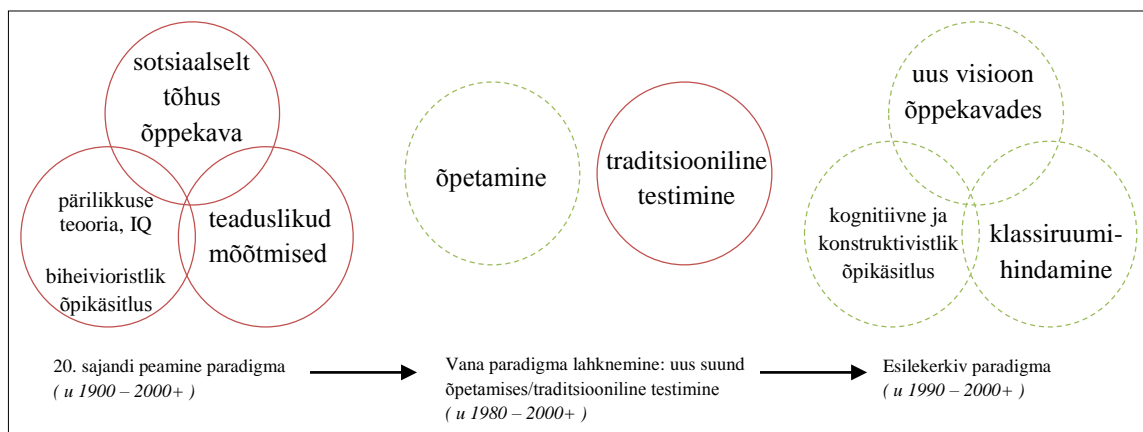 sotsiaalselt
tõhus
õppekava
pärilikkuse
teooria, IQ
biheivioristlik
õpikäsitlus
teaduslikud
mõõtmised
õpetamine
traditsiooniline
testimine
uus visioon
õppekavades
kognitiivne ja
konstruktivistlik
õpikäsitlus
klassiruumi-
hindamine
20. sajandi peamine paradigma
( u 1900 – 2000+ )
Vana paradigma lahknemine: uus suund
õpetamises/traditsiooniline testimine
( u 1980 – 2000+ )
Esilekerkiv paradigma
( u 1990 – 2000+ )